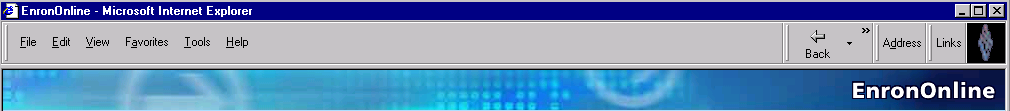 EnronOnline - Microsoft Internet Explorer
File Edit View Favorites Tools Help Back » Address Links
EnronOnline